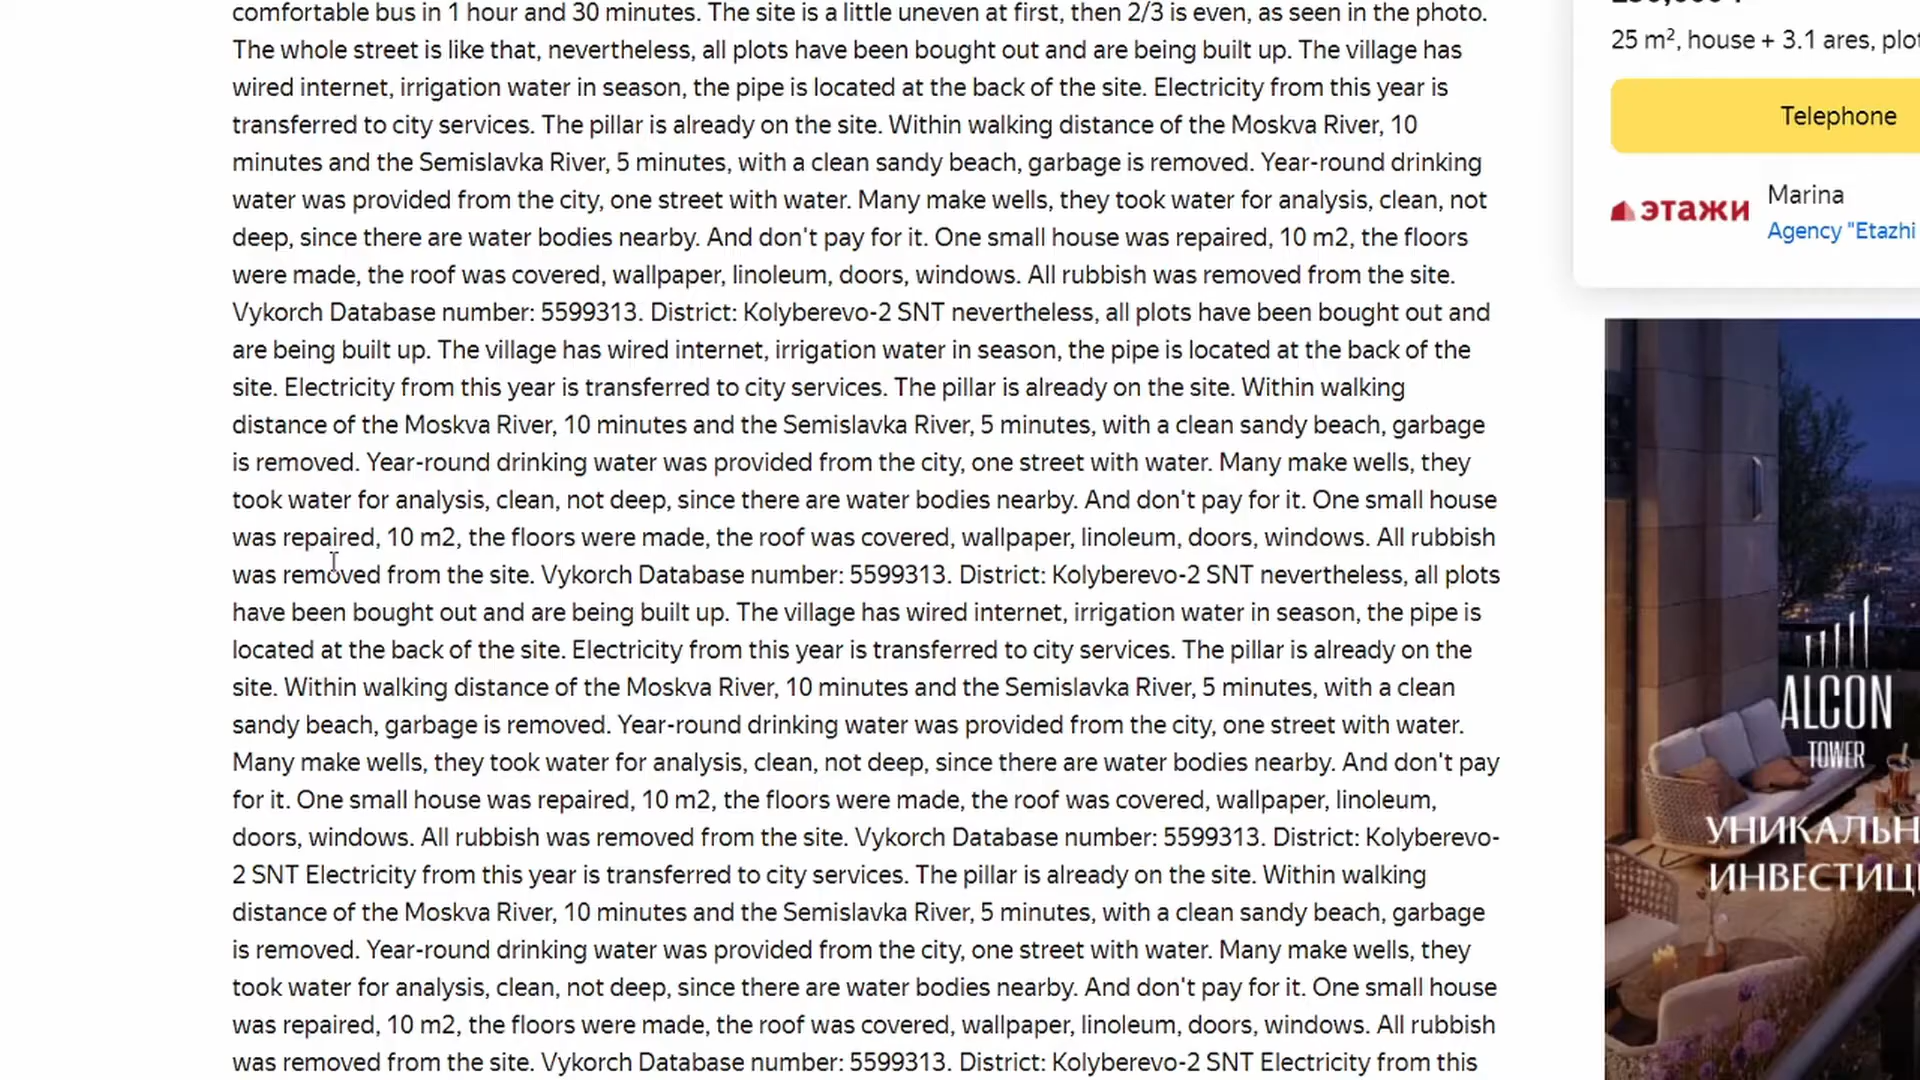 comfortable bus in 1 hour and 30 minutes. The site is a little uneven at first, then 2/3 is even, as seen in the photo.
The whole street is like that, nevertheless, all plots have been bought out and are being built up. The village has
wired internet, irrigation water in season, the pipe is located at the back of the site. Electricity from this year is
transferred to city services. The pillar is already on the site. Within walking distance of the Moskva River, 10
minutes and the Semislavka River, 5 minutes, with a clean sandy beach, garbage is removed. Year-round drinking
water was provided from the city, one street with water. Many make wells, they took water for analysis, clean, not
deep, since there are water bodies nearby. And don't pay for it. One small house was repaired, 10 m2, the floors
were made, the roof was covered, wallpaper, linoleum, doors, windows. All rubbish was removed from the site.
Vykorch Database number: 5599313. District: Kolyberevo-2 SNT nevertheless, all plots have been bought out and
are being built up. The village has wired internet, irrigation water in season, the pipe is located at the back of the
site. Electricity from this year is transferred to city services. The pillar is already on the site. Within walking
distance of the Moskva River, 10 minutes and the Semislavka River, 5 minutes, with a clean sandy beach, garbage
is removed. Year-round drinking water was provided from the city, one street with water. Many make wells, they
took water for analysis, clean, not deep, since there are water bodies nearby. And don't pay for it. One small house
was repaired, 10 m2, the floors were made, the roof was covered, wallpaper, linoleum, doors, windows. All rubbish
was removed from the site. Vykorch Database number: 5599313. District: Kolyberevo-2 SNT nevertheless, all plots
have been bought out and are being built up. The village has wired internet, irrigation water in season, the pipe is
located at the back of the site. Electricity from this year is transferred to city services. The pillar is already on the
site. Within walking distance of the Moskva River, 10 minutes and the Semislavka River, 5 minutes, with a clean
sandy beach, garbage is removed. Year-round drinking water was provided from the city, one street with water.
Many make wells, they took water for analysis, clean, not deep, since there are water bodies nearby. And don't pay
for it. One small house was repaired, 10 m2, the floors were made, the roof was covered, wallpaper, linoleum,
doors, windows. All rubbish was removed from the site. Vykorch Database number: 5599313. District: Kolyberevo-
2 SNT Electricity from this year is transferred to city services. The pillar is already on the site. Within walking
distance of the Moskva River, 10 minutes and the Semislavka River, 5 minutes, with a clean sandy beach, garbage
is removed. Year-round drinking water was provided from the city, one street with water. Many make wells, they
took water for analysis, clean, not deep, since there are water bodies nearby. And don't pay for it. One small house
was repaired, 10 m2, the floors were made, the roof was covered, wallpaper, linoleum, doors, windows. All rubbish
was removed from the site. Vykorch Database number: 5599313. District: Kolyberevo-2 SNT Electricity from this
25 m², house + 3.1 ares, plot
Telephone
этажи
Marina
Agency "Etazhi
ALCON
TOWER
УНИКАЛЬН
ИНВЕСТИЦ